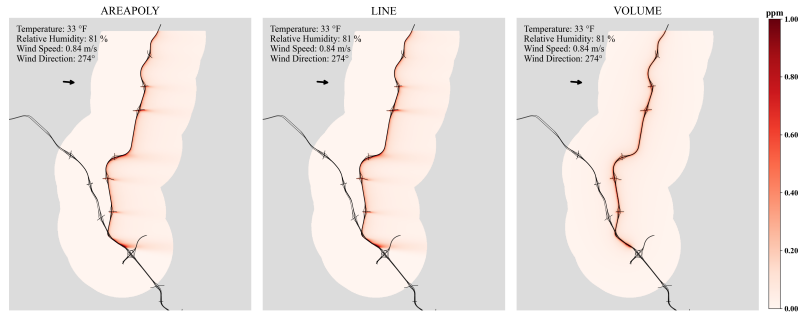 AREAPOLY
Temperature: 33 °F
Relative Humidity: 81 %
Wind Speed: 0.84 m/s
Wind Direction: 274°
LINE
Temperature: 33 °F
Relative Humidity: 81 %
Wind Speed: 0.84 m/s
Wind Direction: 274°
VOLUME
Temperature: 33 °F
Relative Humidity: 81 %
Wind Speed: 0.84 m/s
Wind Direction: 274°
ppm
1.00
0.80
0.60
0.40
0.20
0.00